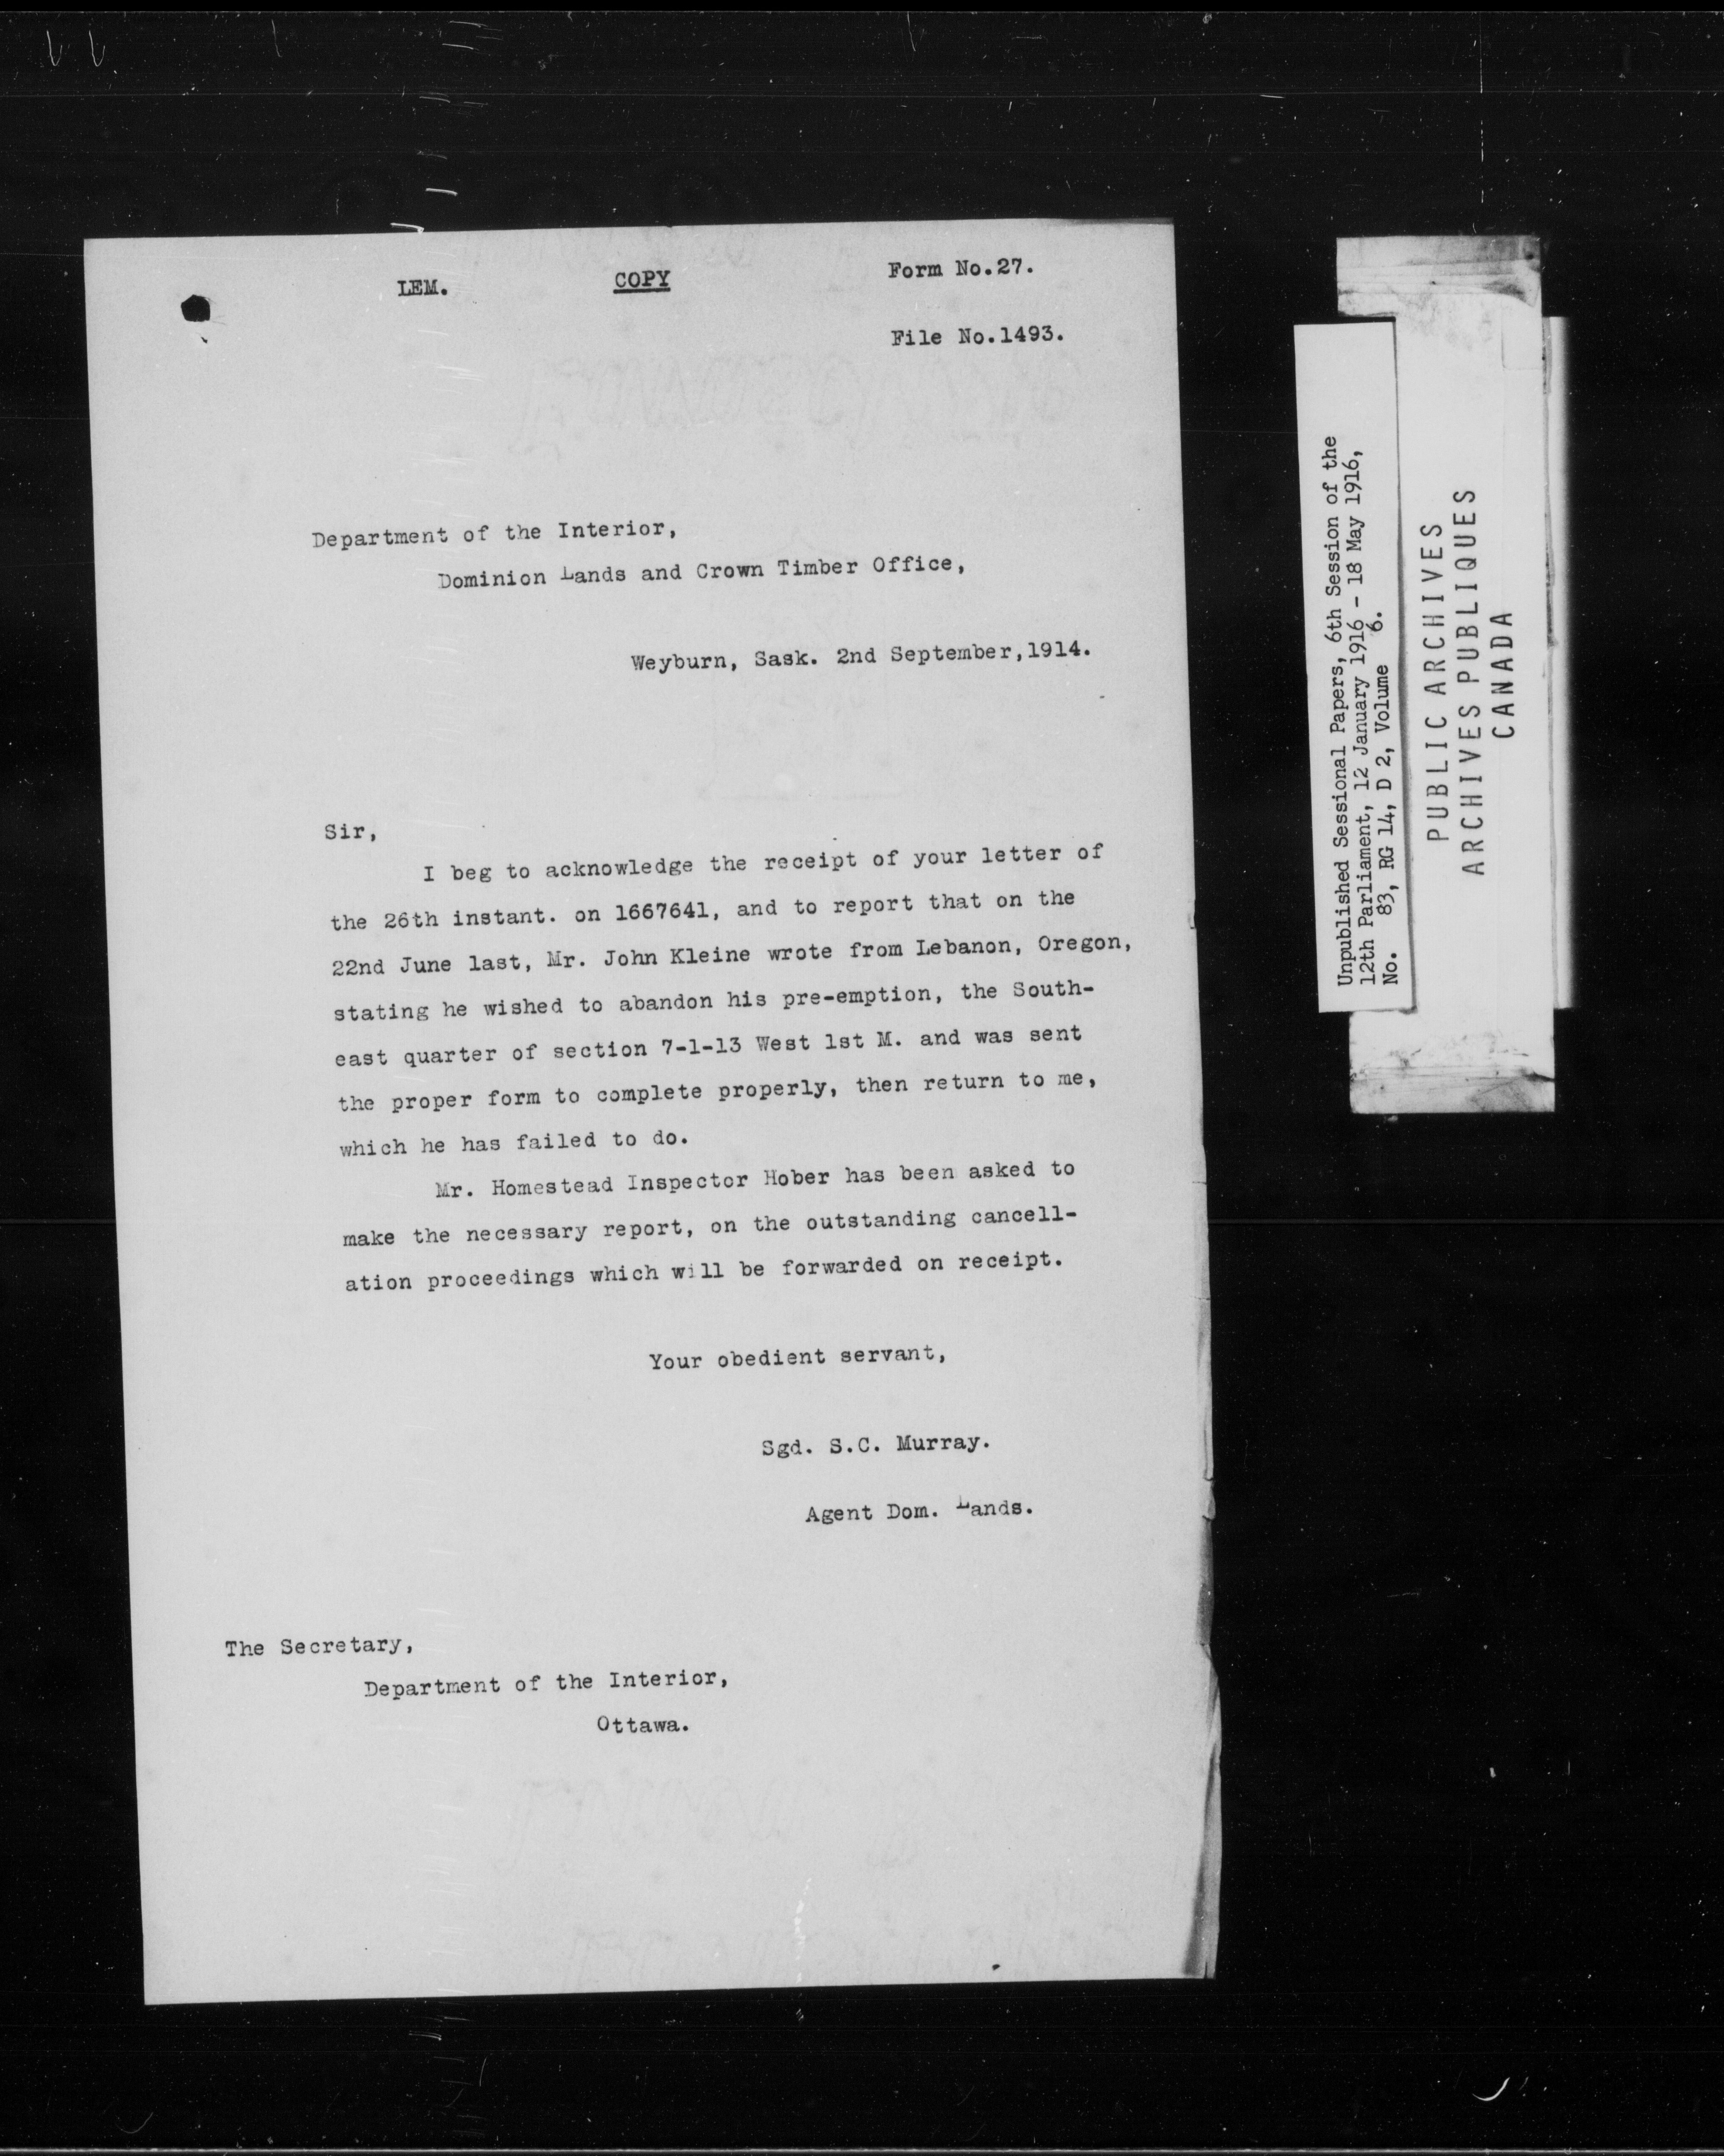 LEM.
COPY
Form No.27.
File No.1493.
Department of the Interior,
Dominion Lands and Crown Timber Office,
Weyburn, Sask. 2nd September,1914.
Sir,
I beg to acknowledge the receipt of your letter of
the 26th instant. on 1667641, and to report that on the
22nd June last, Mr. John Kleine wrote from Lebanon, Oregon,
stating he wished to abandon his pre-emption, the South-
east quarter of section 7-1-13 West 1st M. and was sent
the proper form to complete properly, then return to me,
which he has failed to do.
Mr. Homestead Inspector Hober has been asked to
make the necessary report, on the outstanding cancell-
ation proceedings which will be forwarded on receipt.
Your obedient servant,
Sgd. S.C. Murray.
Agent Dom. Lands.
The Secretary,
Department of the Interior,
Ottawa.
Unpublished Sessional Papers, 6th Session of the
12th Parliament, 12 January 1916 - 18 May 1916,
No. 83, RG 14, D 2, Volume 6.
PUBLIC ARCHIVES
ARCHIVES PUBLIQUES
CANADA